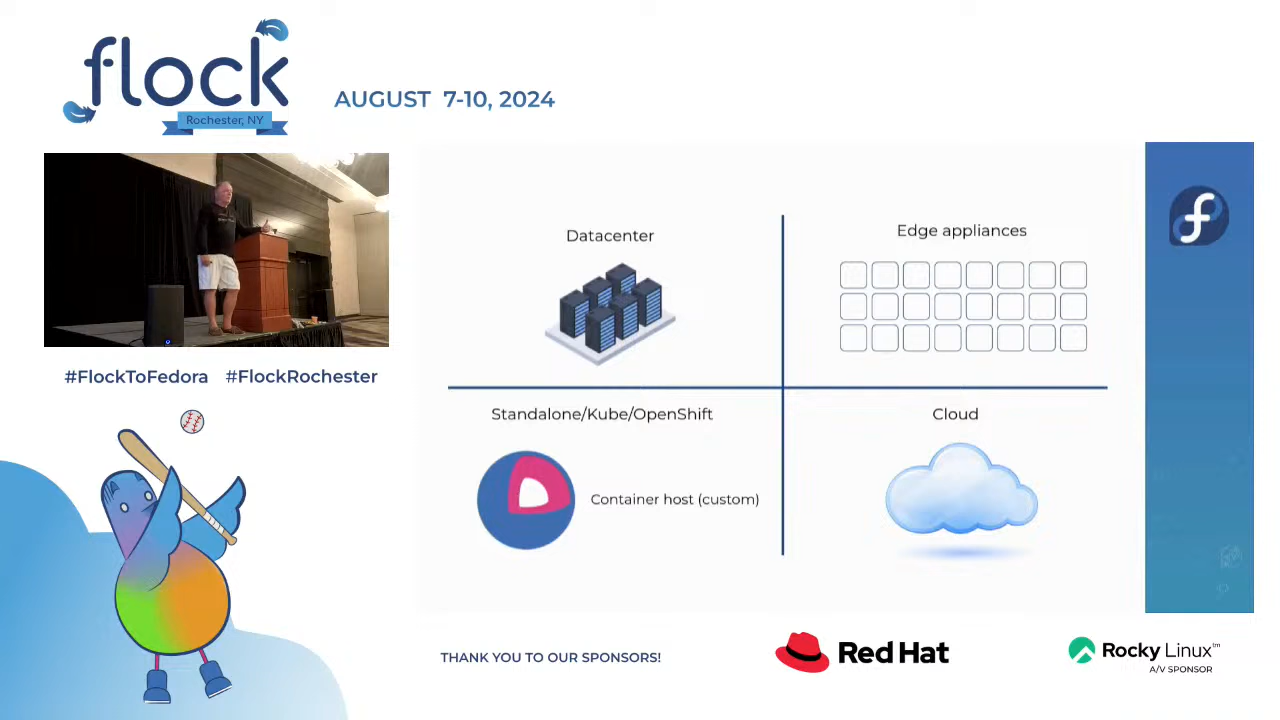 flock
Rochester, NY
AUGUST 7-10, 2024
#FlockToFedora #FlockRochester
Datacenter
Edge appliances
Standalone/Kube/OpenShift
Container host (custom)
Cloud
THANK YOU TO OUR SPONSORS!
Red Hat
Rocky Linux™
A/V SPONSOR